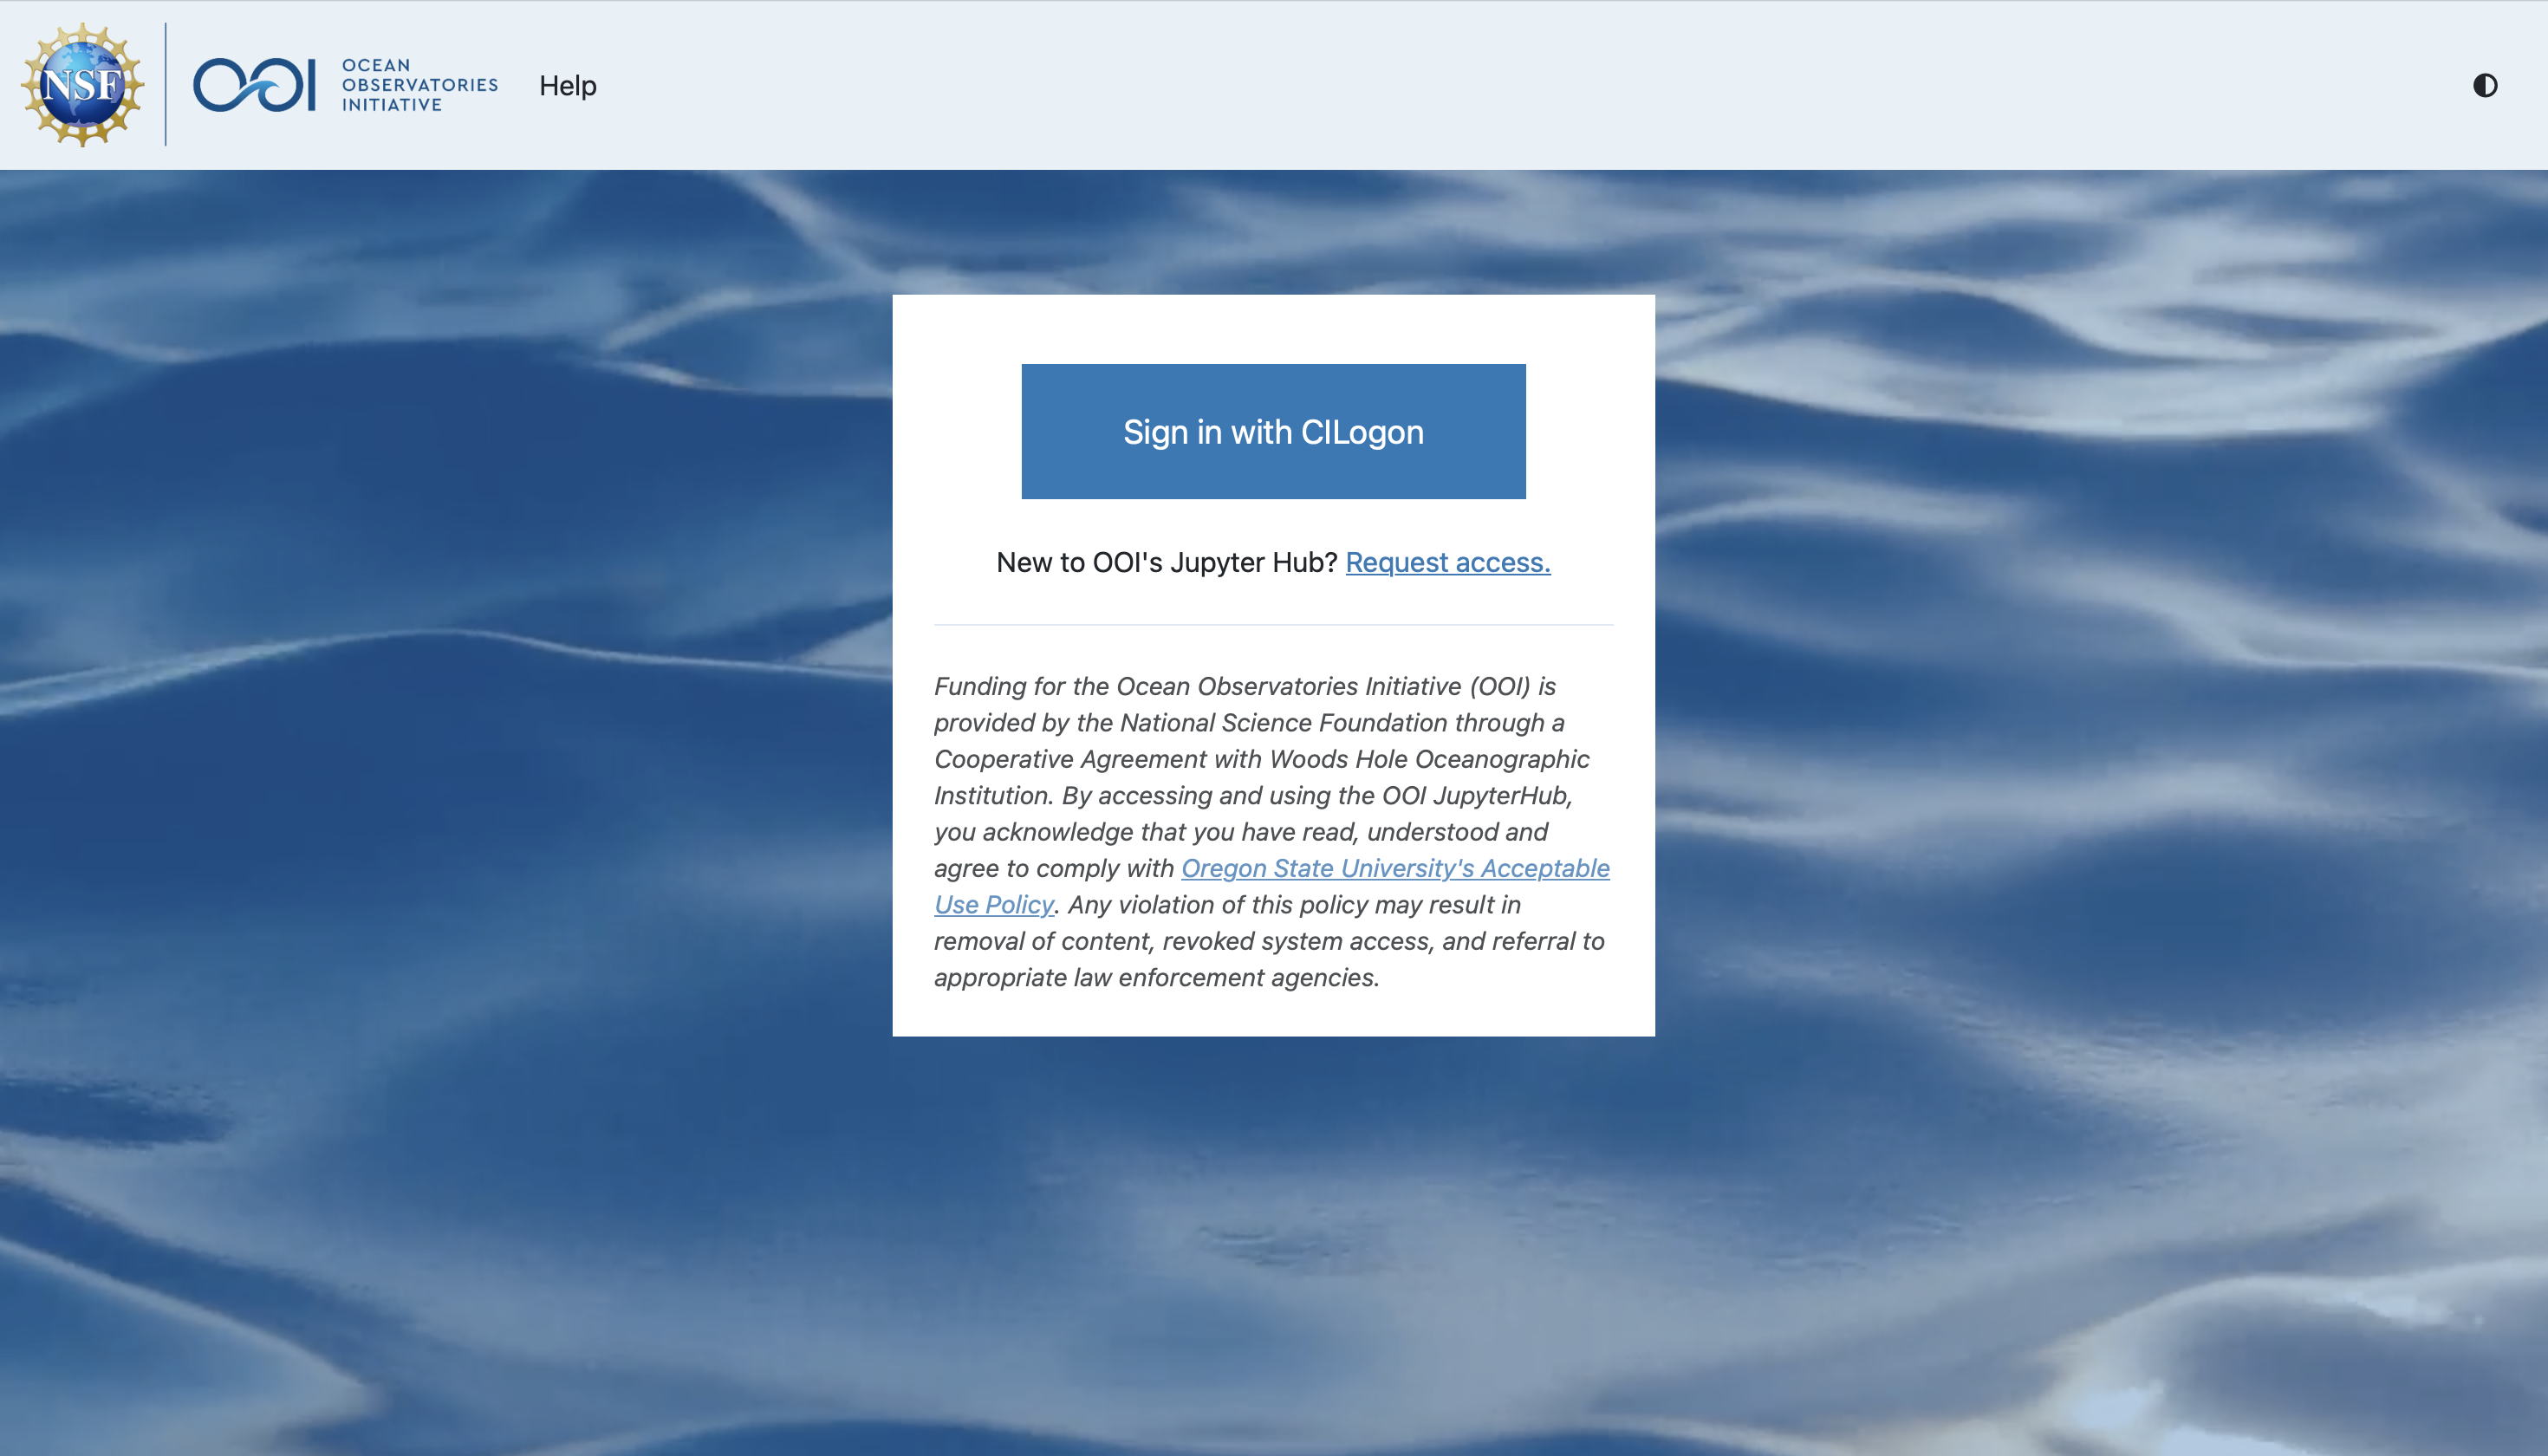 NSF
OOI
OCEAN
OBSERVATORIES
INITIATIVE
Help
Sign in with CILogon
New to OOI's Jupyter Hub? Request access.
Funding for the Ocean Observatories Initiative (OOI) is
provided by the National Science Foundation through a
Cooperative Agreement with Woods Hole Oceanographic
Institution. By accessing and using the OOI JupyterHub,
you acknowledge that you have read, understood and
agree to comply with Oregon State University's Acceptable
Use Policy. Any violation of this policy may result in
removal of content, revoked system access, and referral to
appropriate law enforcement agencies.